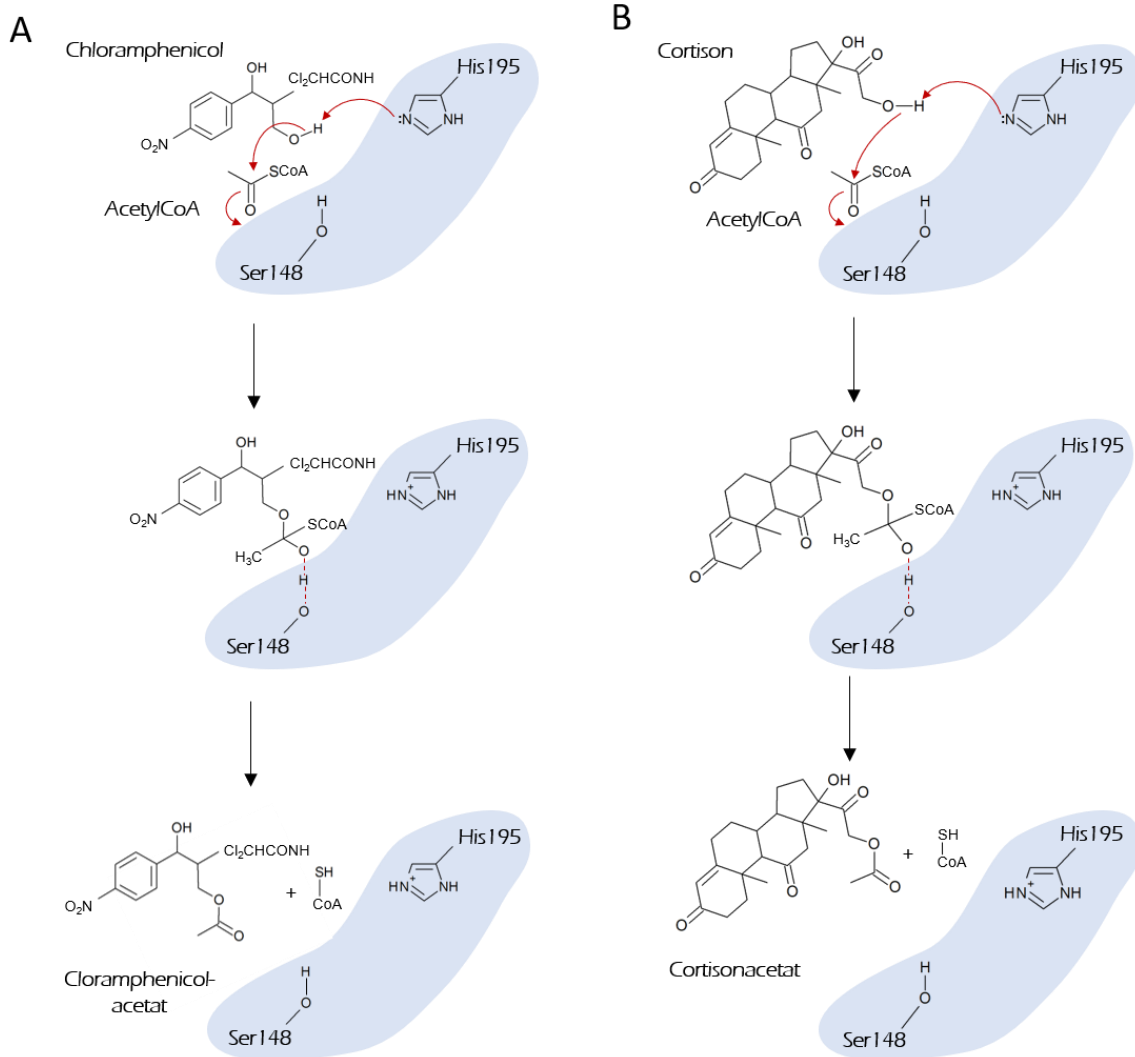 A
Chloramphenicol
OH
Cl₂CHCONH
O₂N
O
H
His195
:N
NH
SCoA
O
AcetylCoA
H
O
Ser148
OH
Cl₂CHCONH
O₂N
O
SCoA
H₃C
O
H
O
Ser148
His195
HN
+
NH
OH
Cl₂CHCONH
O₂N
O
O
+
SH
CoA
His195
HN
+
NH
Cloramphenicol-
acetat
H
O
Ser148
B
Cortison
OH
O
O
H
O
O
His195
:N
NH
SCoA
O
AcetylCoA
H
O
Ser148
OH
O
O
O
O
SCoA
H₃C
O
H
O
Ser148
His195
HN
+
NH
OH
O
O
O
O
O
+
SH
CoA
His195
HN
+
NH
Cortisonacetat
H
O
Ser148